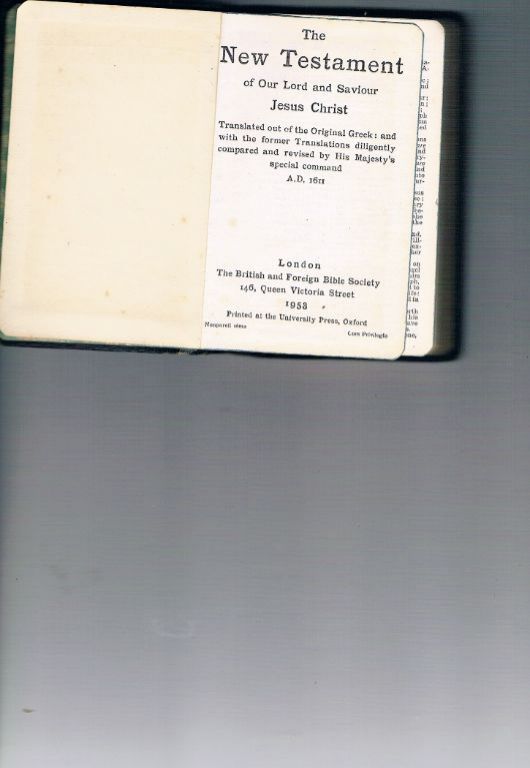 The
New Testament
of Our Lord and Saviour
Jesus Christ
Translated out of the Original Greek: and
with the former Translations diligently
compared and revised by His Majesty's
special command
A.D. 1611
London
The British and Foreign Bible Society
146, Queen Victoria Street
1953
Printed at the University Press, Oxford
Nonpareil 16mo
Cum Privilegio